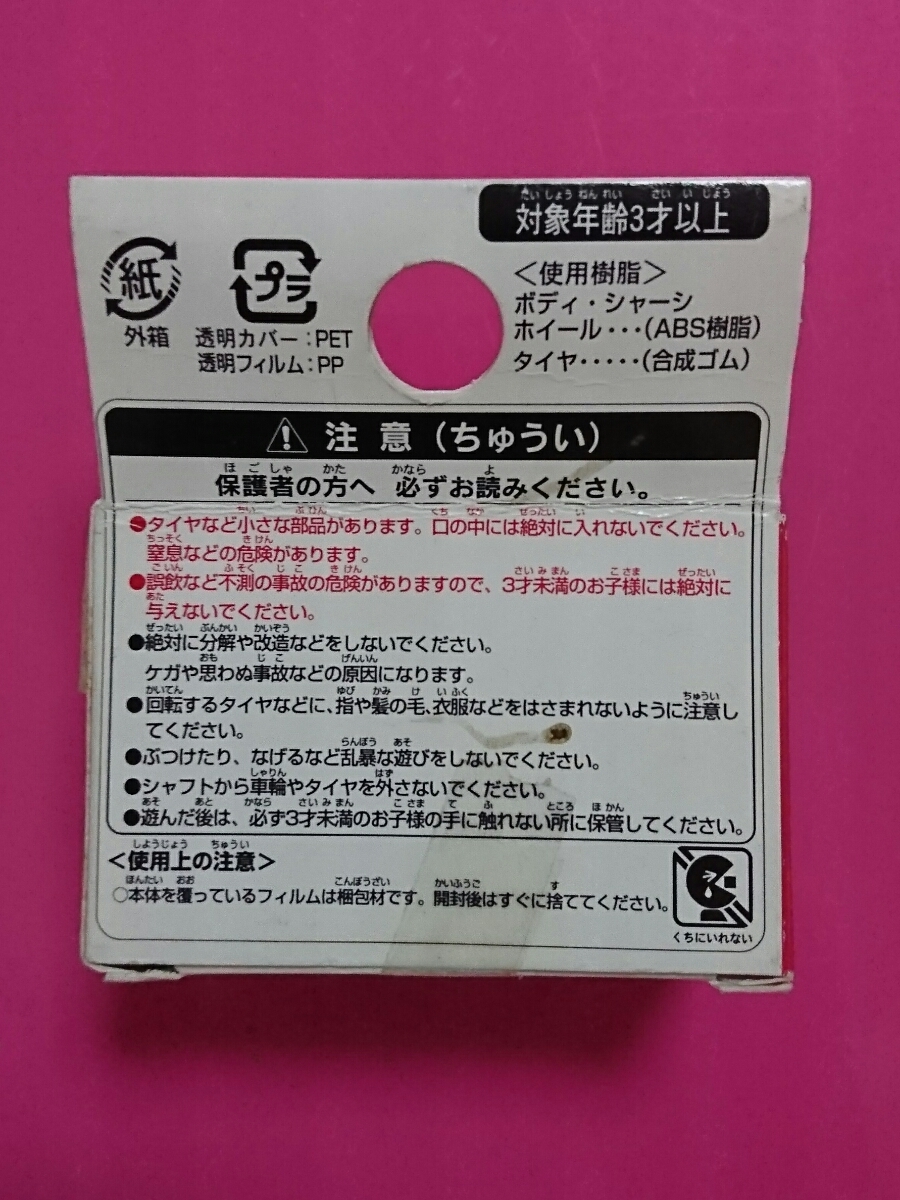 対象年齢3才以上
紙
外箱
プラ
透明カバー:PET
透明フィルム:PP
<使用樹脂>
ボディ・シャーシ
ホイール・・・(ABS樹脂)
タイヤ・・・・・(合成ゴム)
注意(ちゅうい)
保護者の方へ 必ずお読みください。
●タイヤなど小さな部品があります。口の中には絶対に入れないでください。
窒息などの危険があります。
●誤飲など不測の事故の危険がありますので、3才未満のお子様には絶対に
与えないでください。
●絶対に分解や改造などをしないでください。
ケガや思わぬ事故などの原因になります。
●回転するタイヤなどに、指や髪の毛、衣服などをはさまれないように注意し
てください。
●ぶつけたり、なげるなど乱暴な遊びをしないでください。
●シャフトから車輪やタイヤを外さないでください。
●遊んだ後は、必ず3才未満のお子様の手に触れない所に保管してください。
<使用上の注意>
○本体を覆っているフィルムは梱包材です。開封後はすぐに捨ててください。
くちにいれない